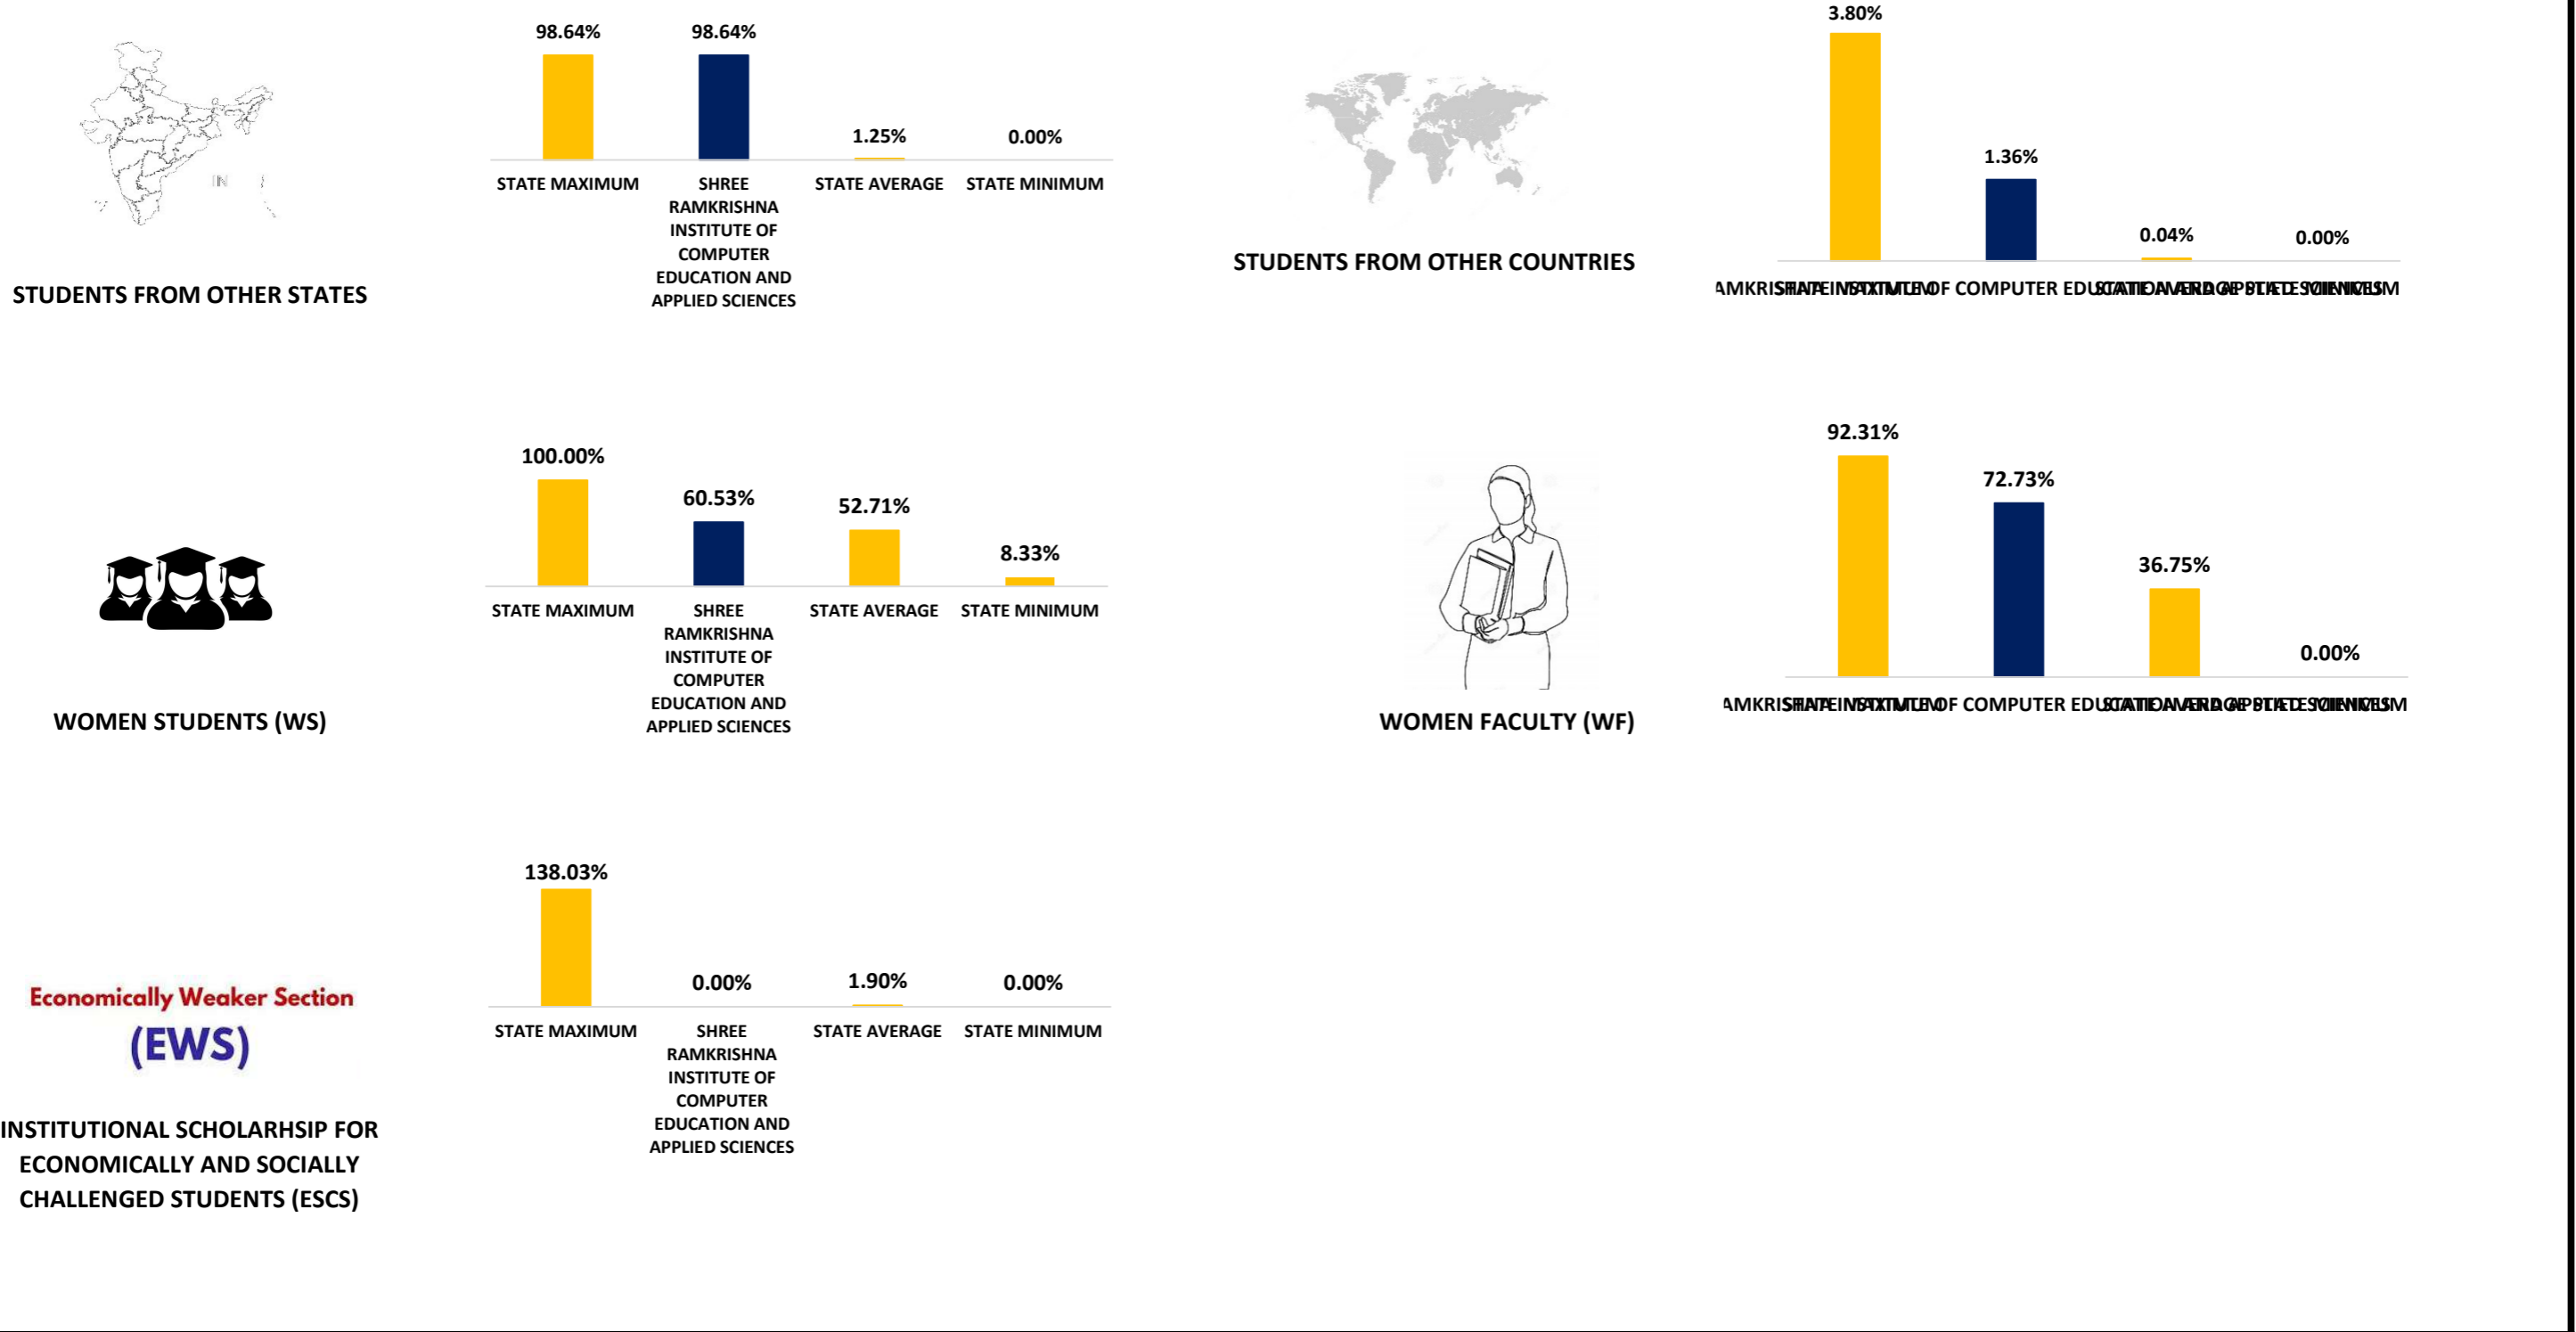 98.64%
98.64%
1.25%
0.00%
STATE MAXIMUM
SHREE
RAMKRISHNA
INSTITUTE OF
COMPUTER
EDUCATION AND
APPLIED SCIENCES
STATE AVERAGE
STATE MINIMUM
IN
STUDENTS FROM OTHER STATES
3.80%
1.36%
0.04%
0.00%
STUDENTS FROM OTHER COUNTRIES
OF COMPUTER
100.00%
60.53%
52.71%
8.33%
STATE MAXIMUM
SHREE
RAMKRISHNA
INSTITUTE OF
COMPUTER
EDUCATION AND
APPLIED SCIENCES
STATE AVERAGE
STATE MINIMUM
WOMEN STUDENTS (WS)
92.31%
72.73%
36.75%
0.00%
OF COMPUTER
WOMEN FACULTY (WF)
138.03%
0.00%
1.90%
0.00%
STATE MAXIMUM
SHREE
RAMKRISHNA
INSTITUTE OF
COMPUTER
EDUCATION AND
APPLIED SCIENCES
STATE AVERAGE
STATE MINIMUM
Economically Weaker Section
(EWS)
INSTITUTIONAL SCHOLARHSIP FOR
ECONOMICALLY AND SOCIALLY
CHALLENGED STUDENTS (ESCS)